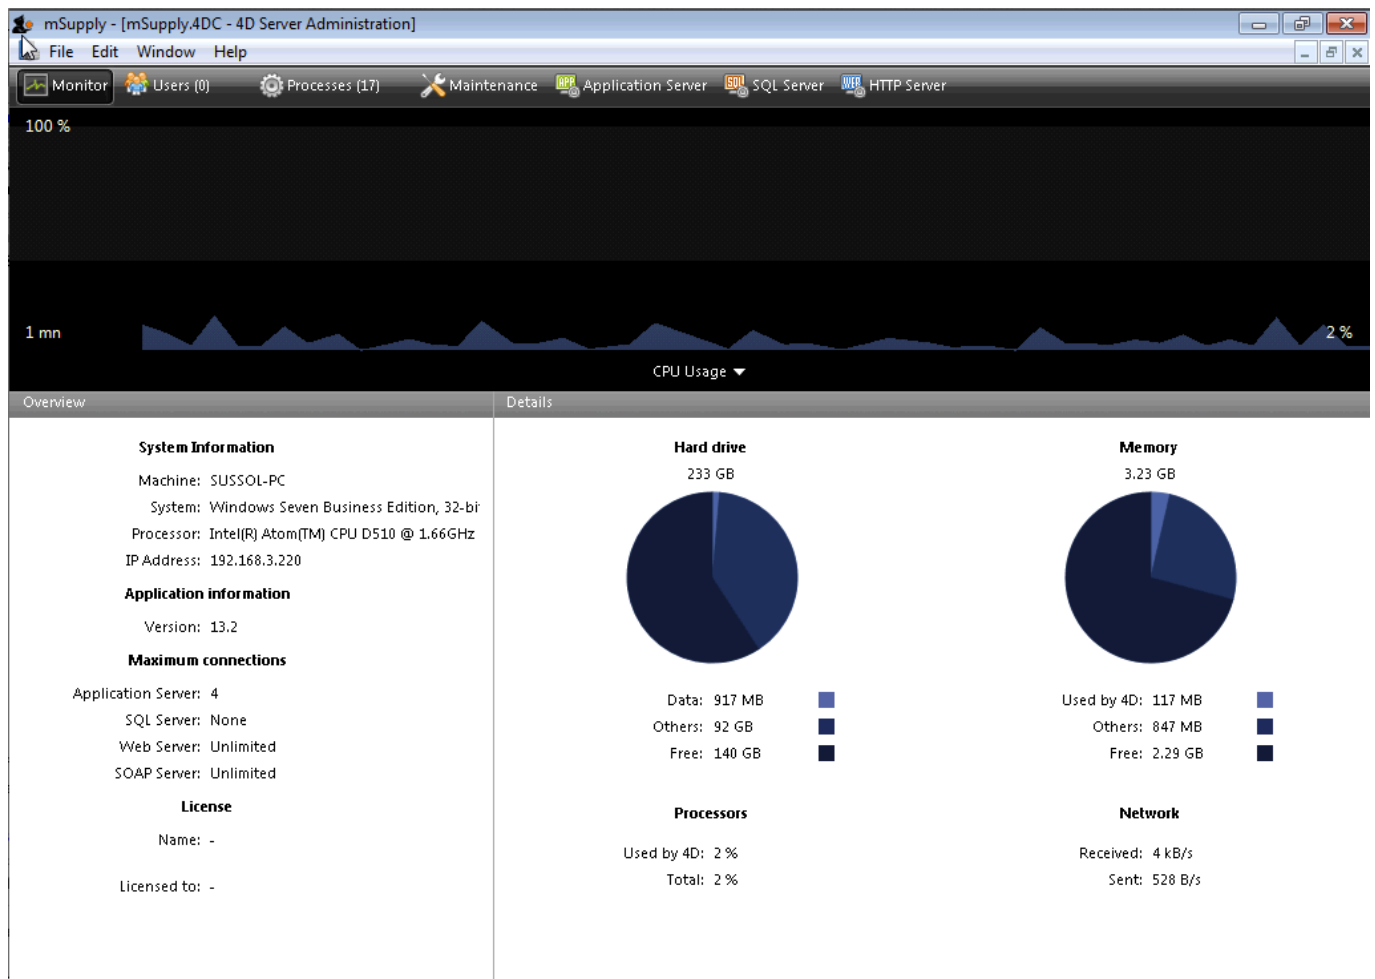 mSupply - [mSupply.4DC - 4D Server Administration]
File Edit Window Help
Monitor Users (0) Processes (17) Maintenance Application Server SQL Server HTTP Server
100 %
1 mn 2 %
CPU Usage
Overview Details
System Information
Machine: SUSSOL-PC
System: Windows Seven Business Edition, 32-bi
Processor: Intel(R) Atom(TM) CPU D510 @ 1.66GHz
IP Address: 192.168.3.220
Application information
Version: 13.2
Maximum connections
Application Server: 4
SQL Server: None
Web Server: Unlimited
SOAP Server: Unlimited
License
Name: -
Licensed to: -
Hard drive
233 GB
Data: 917 MB
Others: 92 GB
Free: 140 GB
Memory
3.23 GB
Used by 4D: 117 MB
Others: 847 MB
Free: 2.29 GB
Processors
Used by 4D: 2 %
Total: 2 %
Network
Received: 4 kB/s
Sent: 528 B/s